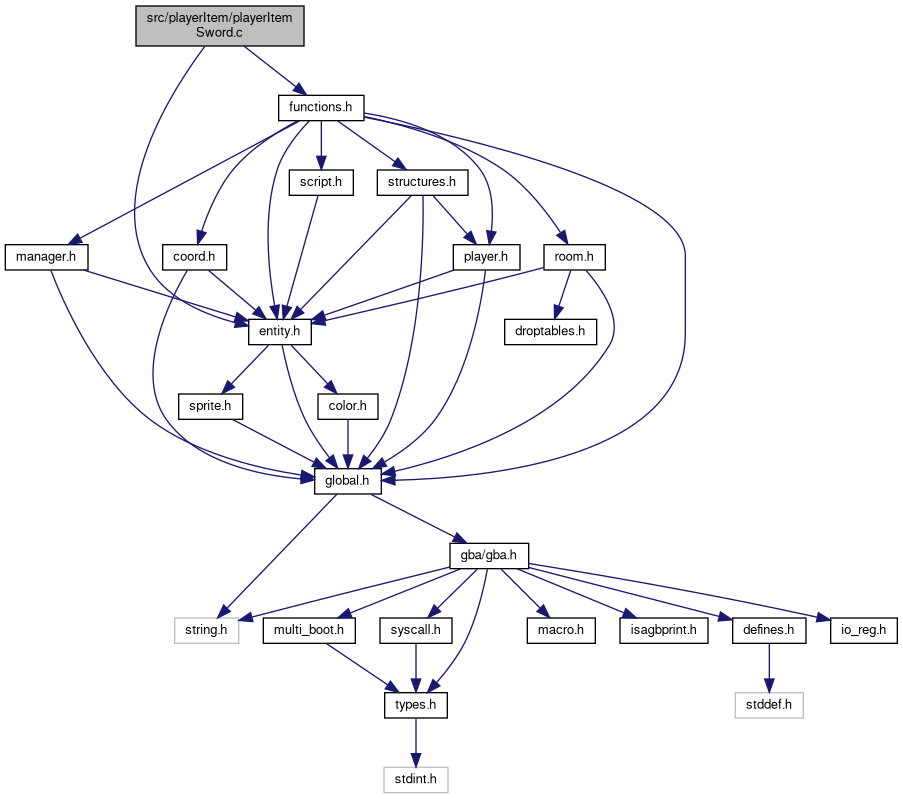 src/playerItem/playerItem
Sword.c
functions.h
script.h
structures.h
manager.h
coord.h
player.h
room.h
entity.h
droptables.h
sprite.h
color.h
global.h
gba/gba.h
string.h
multi_boot.h
syscall.h
macro.h
isagbprint.h
defines.h
io_reg.h
types.h
stddef.h
stdint.h